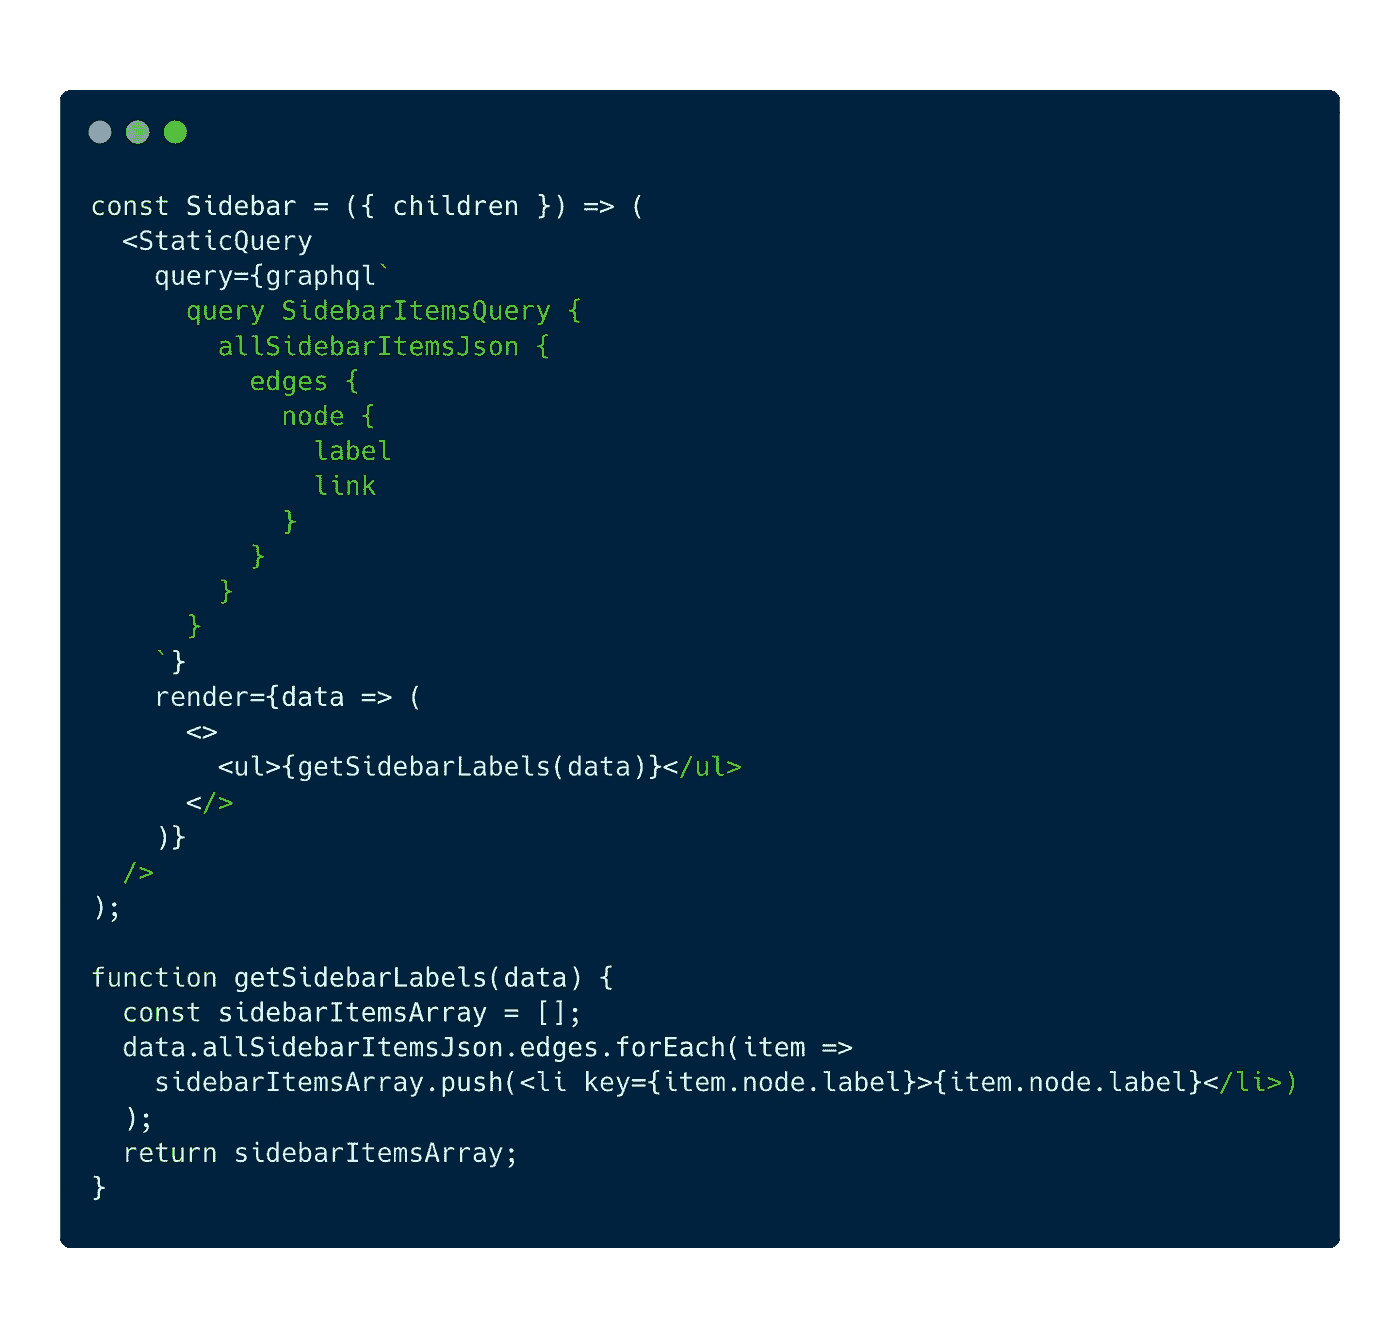 const Sidebar = ({ children }) => (
  <StaticQuery
    query={graphql`
      query SidebarItemsQuery {
        allSidebarItemsJson {
          edges {
            node {
              label
              link
            }
          }
        }
      }
    `}
    render={data => (
      <>
        <ul>{getSidebarLabels(data)}</ul>
      </>
    )}
  />
);

function getSidebarLabels(data) {
  const sidebarItemsArray = [];
  data.allSidebarItemsJson.edges.forEach(item =>
    sidebarItemsArray.push(<li key={item.node.label}>{item.node.label}</li>)
  );
  return sidebarItemsArray;
}